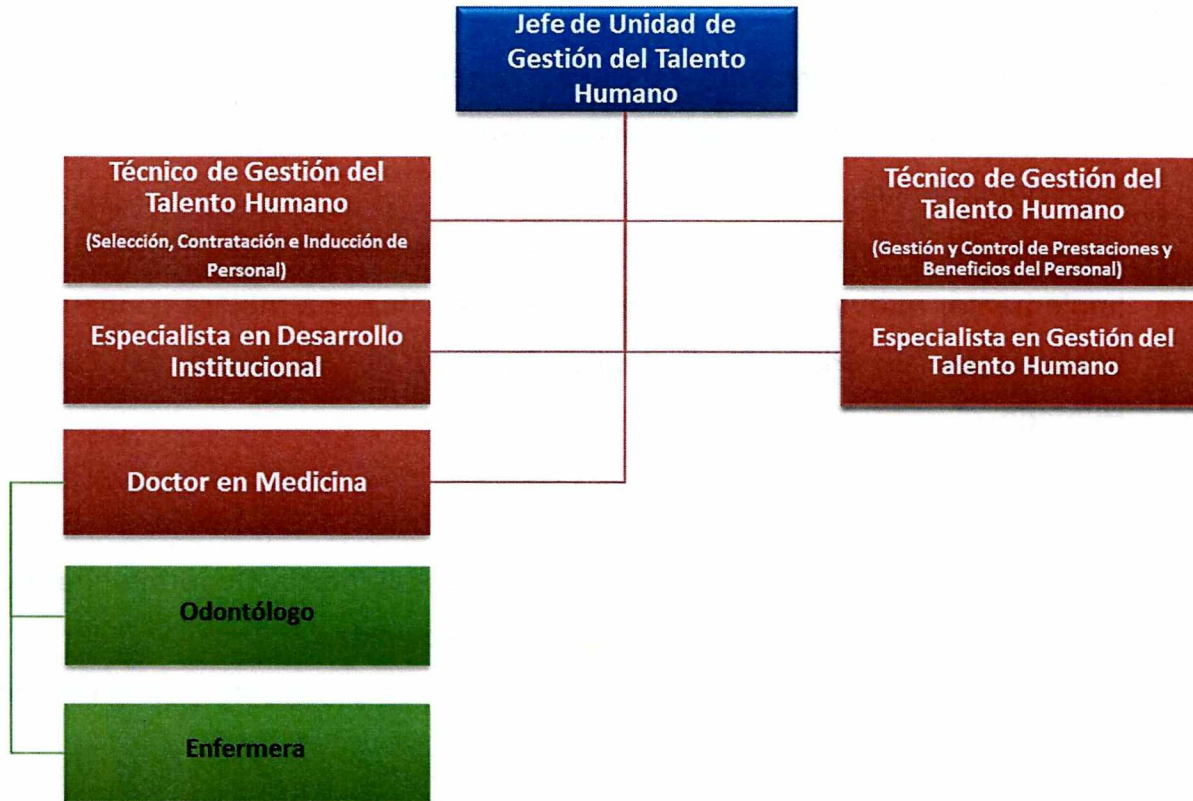 Jefe de Unidad de
Gestión del Talento
Humano
Técnico de Gestión del
Talento Humano
(Selección, Contratación e Inducción de
Personal)
Técnico de Gestión del
Talento Humano
(Gestión y Control de Prestaciones y
Beneficios del Personal)
Especialista en Desarrollo
Institucional
Especialista en Gestión del
Talento Humano
Doctor en Medicina
Odontólogo
Enfermera